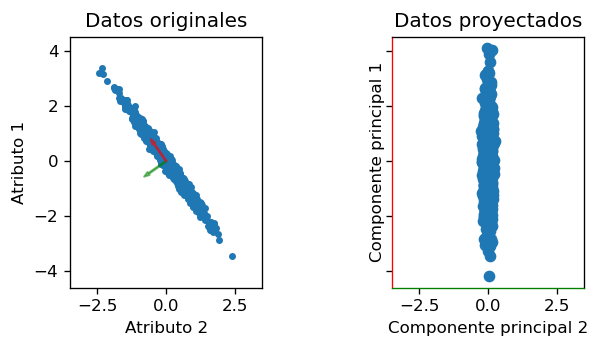 Datos originales
4
2
0
−2
−4
Atributo 1
−2.5
0.0
2.5
Atributo 2
Datos proyectados
Componente principal 1
−2.5
0.0
2.5
Componente principal 2